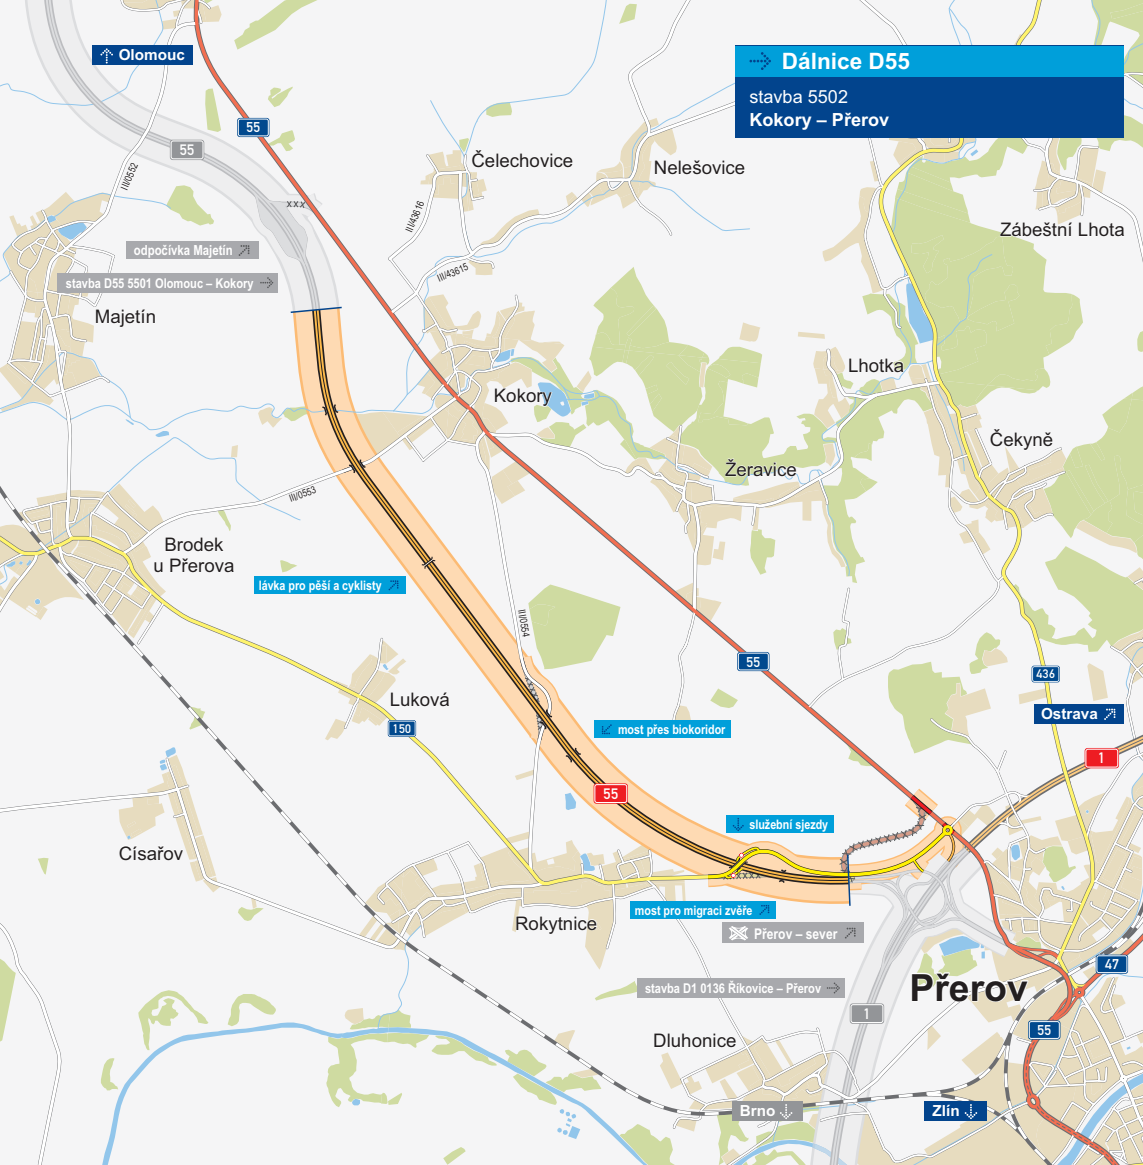 Olomouc
Dálnice D55
stavba 5502
Kokory – Přerov
55
55
III/0552
Čelechovice
Nelešovice
xxx
III/43616
Zábeštní Lhota
odpočívka Majetín
III/43615
stavba D55 5501 Olomouc – Kokory
Majetín
Lhotka
Kokory
Čekyně
Žeravice
III/0553
Brodek
u Přerova
lávka pro pěší a cyklisty
III/0554
55
436
Luková
Ostrava
150
most přes biokoridor
1
55
služební sjezdy
Císařov
most pro migraci zvěře
Rokytnice
Přerov – sever
47
stavba D1 0136 Říkovice – Přerov
Přerov
1
55
Dluhonice
Brno
Zlín